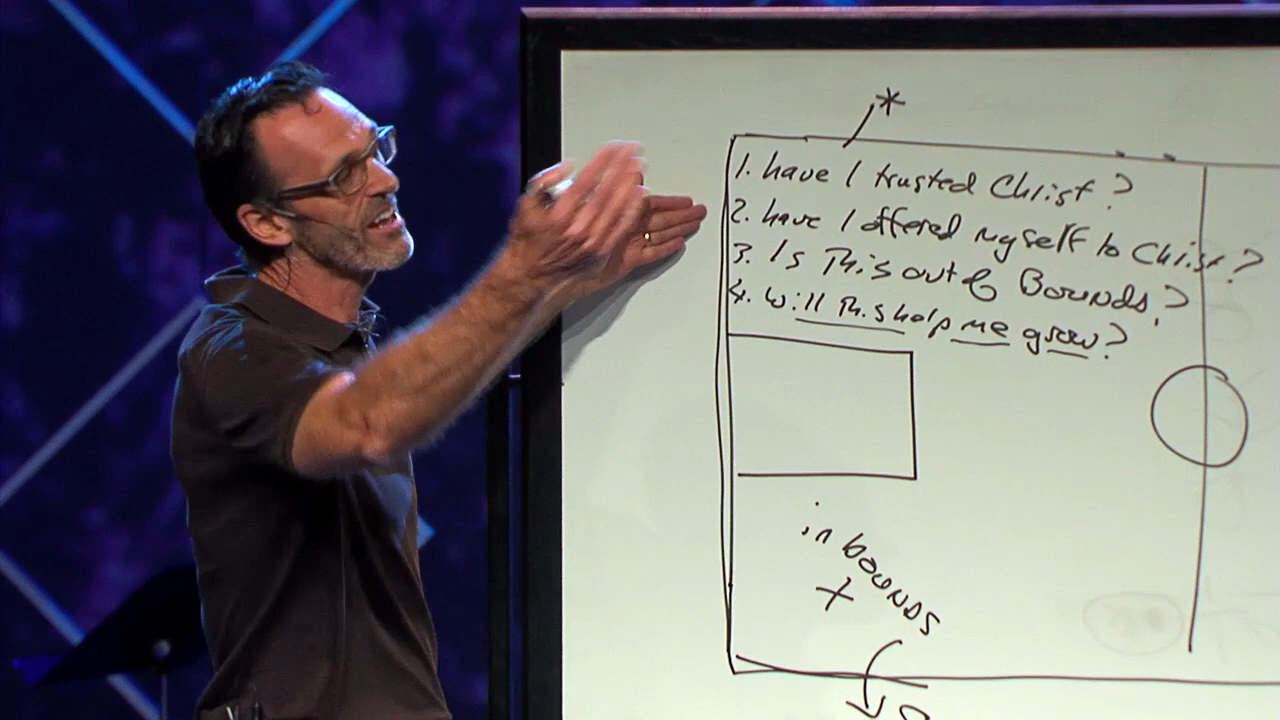 *
1. have I trusted Christ?
2. have I offered myself to Christ?
3. Is This out of Bounds?
4. will this help me grow?
in bounds
+